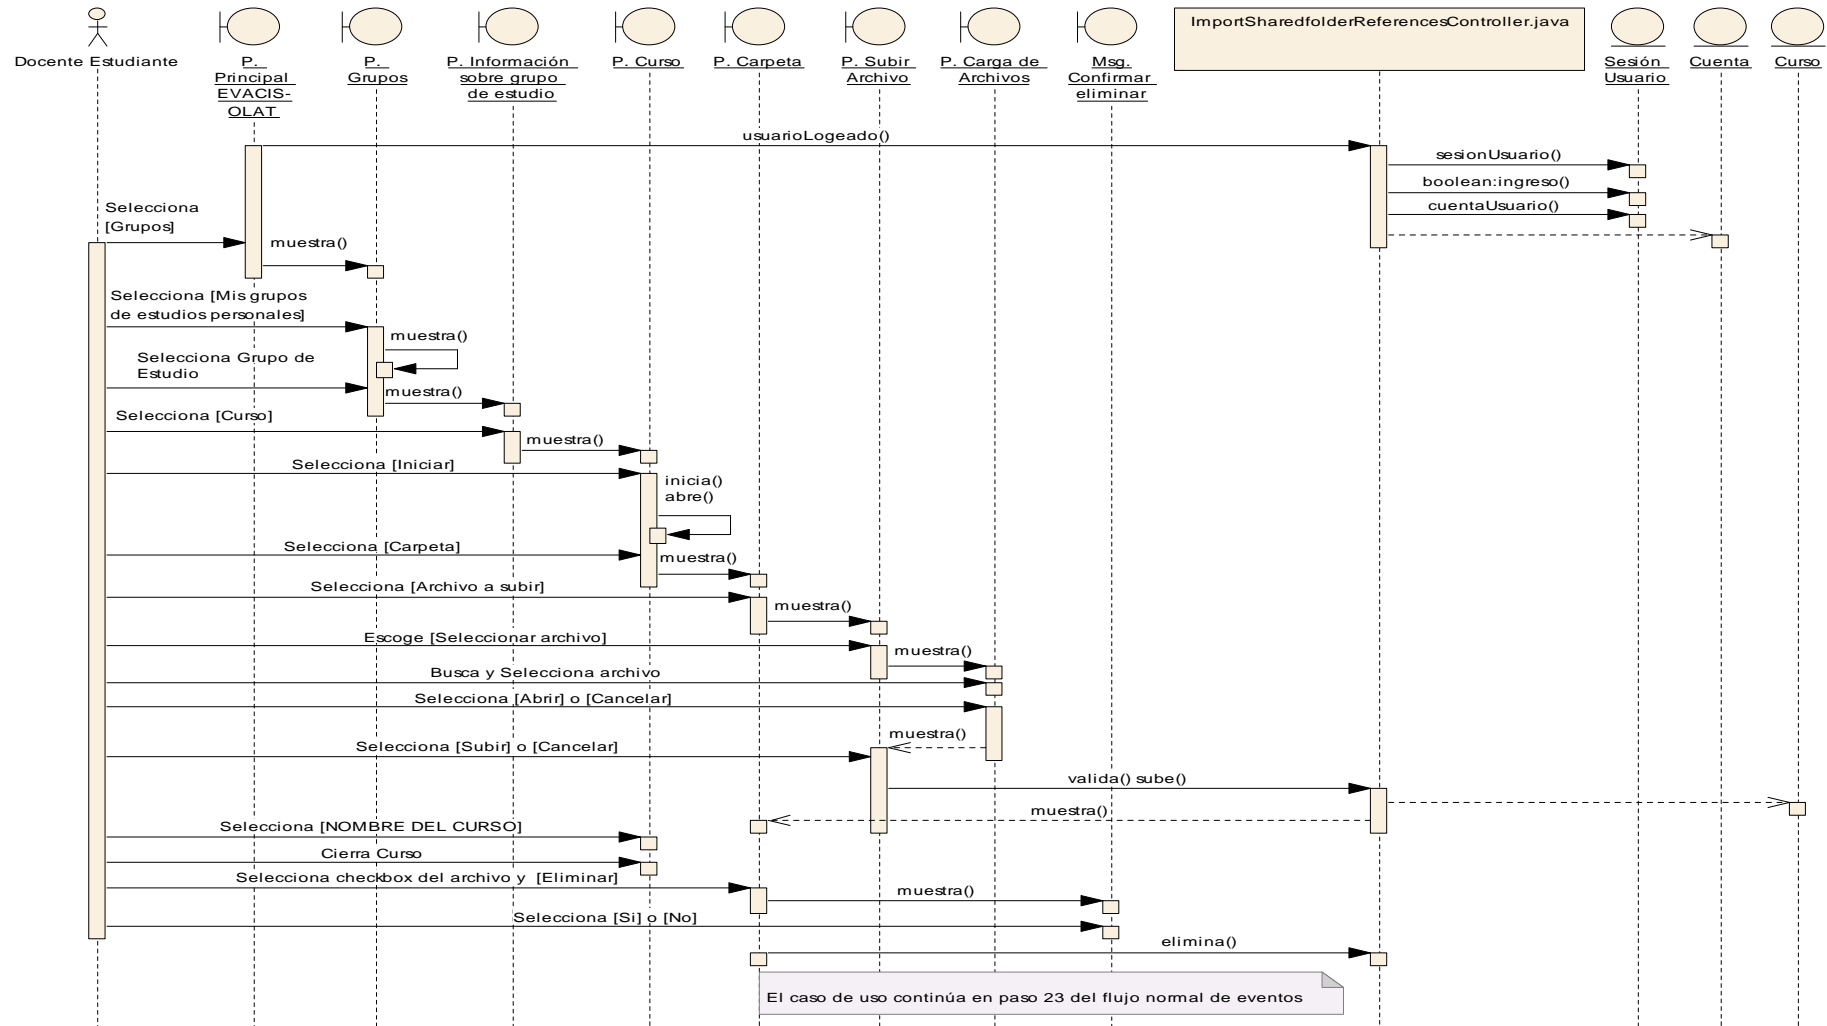 Docente Estudiante
P.
Principal
EVACIS-
OLAT
P.
Grupos
P. Información
sobre grupo
de estudio
P. Curso
P. Carpeta
P. Subir
Archivo
P. Carga de
Archivos
Msg.
Confirmar
eliminar
ImportSharedfolderReferencesController.java
Sesión
Usuario
Cuenta
Curso
usuarioLogeado()
sesionUsuario()
boolean:ingreso()
cuentaUsuario()
Selecciona
[Grupos]
muestra()
Selecciona [Mis grupos
de estudios personales]
muestra()
Selecciona Grupo de
Estudio
muestra()
Selecciona [Curso]
muestra()
Selecciona [Iniciar]
inicia()
abre()
Selecciona [Carpeta]
muestra()
Selecciona [Archivo a subir]
muestra()
Escoge [Seleccionar archivo]
muestra()
Busca y Selecciona archivo
Selecciona [Abrir] o [Cancelar]
muestra()
Selecciona [Subir] o [Cancelar]
valida() sube()
muestra()
Selecciona [NOMBRE DEL CURSO]
Cierra Curso
Selecciona checkbox del archivo y [Eliminar]
muestra()
Selecciona [Si] o [No]
elimina()
El caso de uso continúa en paso 23 del flujo normal de eventos